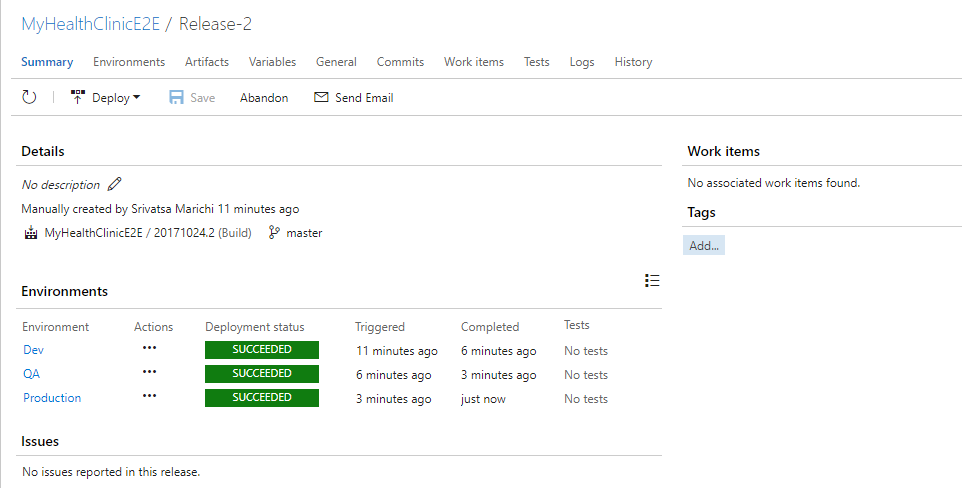 MyHealthClinicE2E / Release-2
Summary Environments Artifacts Variables General Commits Work items Tests Logs History
Deploy Save Abandon Send Email
Details
No description
Manually created by Srivatsa Marichi 11 minutes ago
MyHealthClinicE2E / 20171024.2 (Build) master
Work items
No associated work items found.
Tags
Add...
Environments
Environment Actions Deployment status Triggered Completed Tests
Dev ••• SUCCEEDED 11 minutes ago 6 minutes ago No tests
QA ••• SUCCEEDED 6 minutes ago 3 minutes ago No tests
Production ••• SUCCEEDED 3 minutes ago just now No tests
Issues
No issues reported in this release.